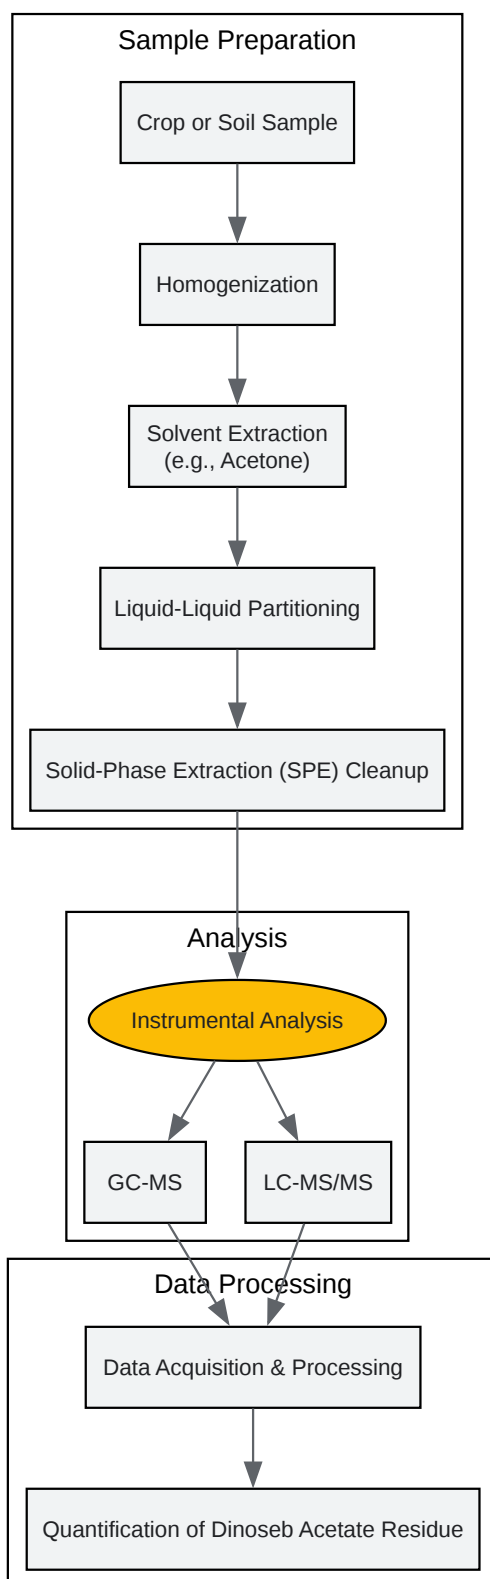 Sample Preparation
Crop or Soil Sample
Homogenization
Solvent Extraction
(e.g., Acetone)
Liquid-Liquid Partitioning
Solid-Phase Extraction (SPE) Cleanup
Analysis
Instrumental Analysis
GC-MS
LC-MS/MS
Data Processing
Data Acquisition & Processing
Quantification of Dinoseb Acetate Residue